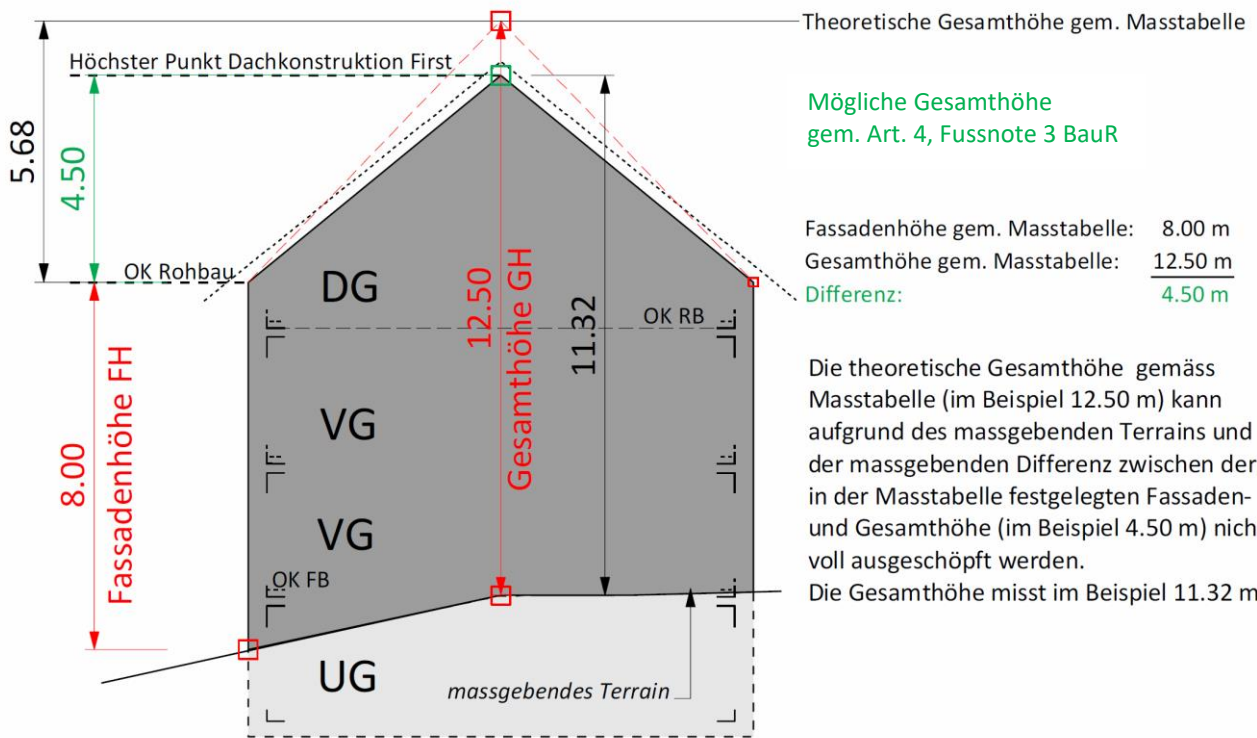 Theoretische Gesamthöhe gem. Masstabelle
Höchster Punkt Dachkonstruktion First
Mögliche Gesamthöhe
gem. Art. 4, Fussnote 3 BauR
5.68
4.50
Fassadenhöhe gem. Masstabelle: 8.00 m
Gesamthöhe gem. Masstabelle: 12.50 m
Differenz: 4.50 m
OK Rohbau
DG
12.50
Gesamthöhe GH
11.32
OK RB
8.00
Fassadenhöhe FH
VG
VG
OK FB
Die theoretische Gesamthöhe gemäss
Masstabelle (im Beispiel 12.50 m) kann
aufgrund des massgebenden Terrains und
der massgebenden Differenz zwischen der
in der Masstabelle festgelegten Fassaden-
und Gesamthöhe (im Beispiel 4.50 m) nich
voll ausgeschöpft werden.
Die Gesamthöhe misst im Beispiel 11.32 m
UG
massgebendes Terrain